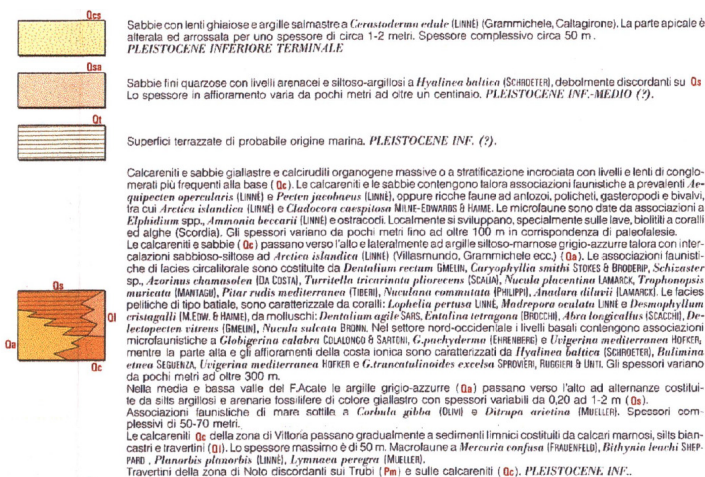 Qcs
Sabbie con lenti ghiaiose e argille salmastre a Cerastoderma edule (LINNÈ) (Grammichele, Caltagirone). La parte apicale è
alterata ed arrossata per uno spessore di circa 1-2 metri. Spessore complessivo circa 50 m.
PLEISTOCENE INFERIORE TERMINALE
Qsa
Sabbie fini quarzose con livelli arenacei e siltoso-argillosi a Hyalinea baltica (SCHROETER), debolmente discordanti su Qs
Lo spessore in affioramento varia da pochi metri ad oltre un centinaio. PLEISTOCENE INF.-MEDIO (?).
Qt
Superfici terrazzate di probabile origine marina. PLEISTOCENE INF. (?).
Calcareniti e sabbie giallastre e calciruditi organogene massive o a stratificazione incrociata con livelli e lenti di conglo-
merati più frequenti alla base (Qc). Le calcareniti e le sabbie contengono talora associazioni faunistiche a prevalenti Ae-
quipecten opercularis (LINNÈ) e Pecten jacobaeus (LINNÈ), oppure ricche faune ad antozoi, policheti, gasteropodi e bivalvi,
tra cui Arctica islandica (LINNÈ) e Cladocora caespitosa MILNE-EDWARDS & HAIME. Le microfaune sono date da associazioni a
Elphidium spp., Ammonia beccarii (LINNÈ) e ostracodi. Localmente si sviluppano, specialmente sulle lave, biolititi a coralli
ed alghe (Scordia). Gli spessori variano da pochi metri fino ad oltre 100 m in corrispondenza di paleofalesie.
Le calcareniti e sabbie (Qc) passano verso l'alto e lateralmente ad argille siltoso-marnose grigio-azzurre talora con inter-
calazioni sabbioso-siltose ad Arctica islandica (LINNÈ) (Villasmundo, Grammichele ecc.) (Qa). Le associazioni faunisti-
che di facies circalitorale sono costituite da Dentalium rectum GMELIN, Caryophyllia smithi STOKES & BRODERIP, Schizaster
sp., Azorinus chamasolen (DA COSTA), Turritella tricarinata pliorecens (SCALIA), Nucula placentina LAMARCK, Trophonopsis
muricata (MANTAGU), Pitar rudis mediterranea (TIBERI), Nuculana commutata (PHILIPPI), Anadara diluvii (LAMARCK). Le facies
pelitiche di tipo batiale, sono caratterizzate da coralli: Lophelia pertusa LINNÈ, Madrepora oculata LINNÈ e Desmophyllum
cristagalli (M.EDW. & HAIME), da molluschi: Dentalium agile SARS, Entalina tetragona (BROCCHI), Abra longicallus (SCACCHI), De-
lectopecten vitreus (GMELIN), Nucula sulcata BRONN. Nel settore nord-occidentale i livelli basali contengono associazioni
microfaunistiche a Globigerina calabra COLALONGO & SARTONI, G.pachyderma (EHRENBERG) e Uvigerina mediterranea HOFKER,
mentre la parte alta e gli affioramenti della costa ionica sono caratterizzati da Hyalinea baltica (SCHROETER), Bulimina
etnea SEGUENZA, Uvigerina mediterranea HOFKER e G.truncatulinoides excelsa SPROVIERI, RUGGIERI & UNTI. Gli spessori variano
da pochi metri ad oltre 300 m.
Nella media e bassa valle del F.Acate le argille grigio-azzurre (Qa) passano verso l'alto ad alternanze costitui-
te da silts argillosi e arenarie fossilifere di colore giallastro con spessori variabili da 0,20 ad 1-2 m (Qs).
Associazioni faunistiche di mare sottile a Corbula gibba (OLIVI) e Ditrupa arietina (MUELLER). Spessori com-
plessivi di 50-70 metri.
Le calcareniti Qc della zona di Vittoria passano gradualmente a sedimenti limnici costituiti da calcari marnosi, silts bian-
castri e travertini (Ql). Lo spessore massimo è di 50 m. Macrofaune a Mercuria confusa (FRAUENFELD), Bithynia leachi SHEP-
PARD, Planorbis planorbis (LINNÈ), Lymnaea peregra (MUELLER).
Travertini della zona di Noto discordanti sui Trubi (Pm) e sulle calcareniti (Qc). PLEISTOCENE INF..
Qs
Ql
Qa
Qc